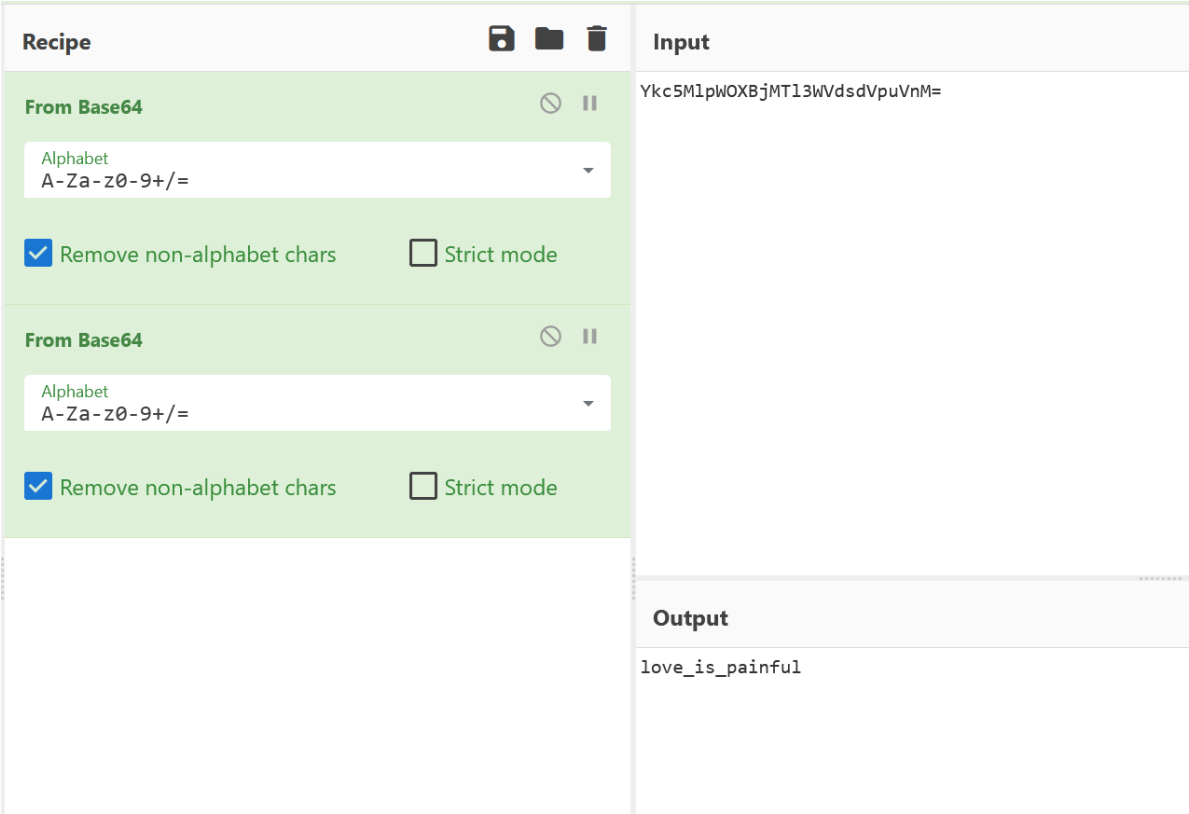 Recipe
From Base64
Alphabet
A-Za-z0-9+/=
Remove non-alphabet chars
Strict mode
From Base64
Alphabet
A-Za-z0-9+/=
Remove non-alphabet chars
Strict mode
Input
Ykc5MlpWOXBjMTl3WVdsdVpuVnM=
Output
love_is_painful